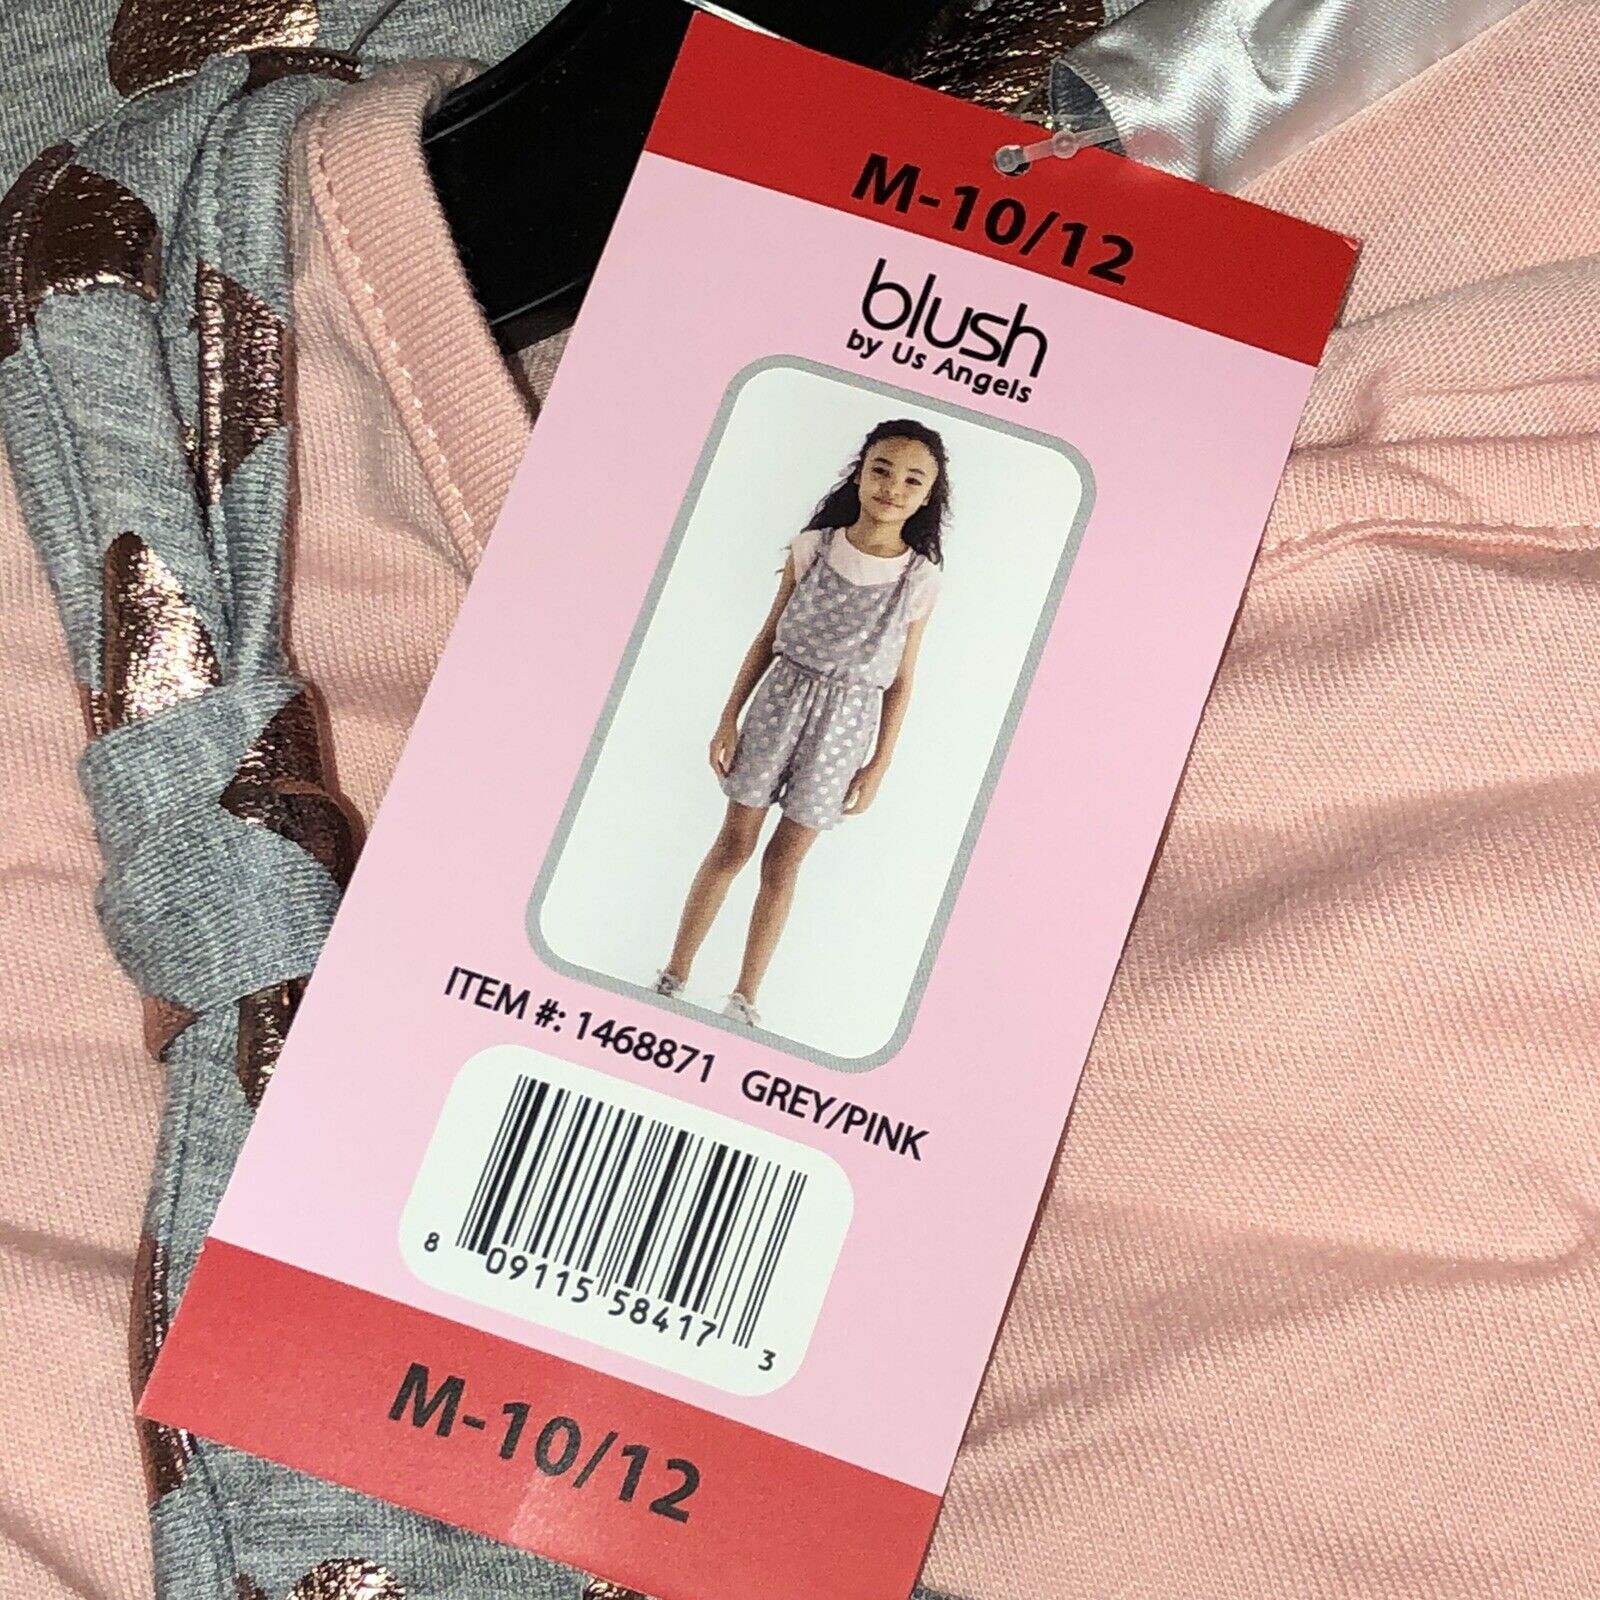 M-10/12
blush
by Us Angels
ITEM #: 1468871 GREY/PINK
8 09115 58417 3
M-10/12